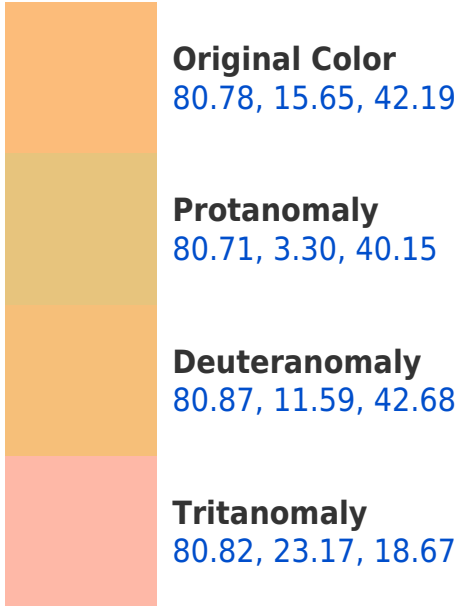 Original Color
80.78, 15.65, 42.19
Protanomaly
80.71, 3.30, 40.15
Deuteranomaly
80.87, 11.59, 42.68
Tritanomaly
80.82, 23.17, 18.67